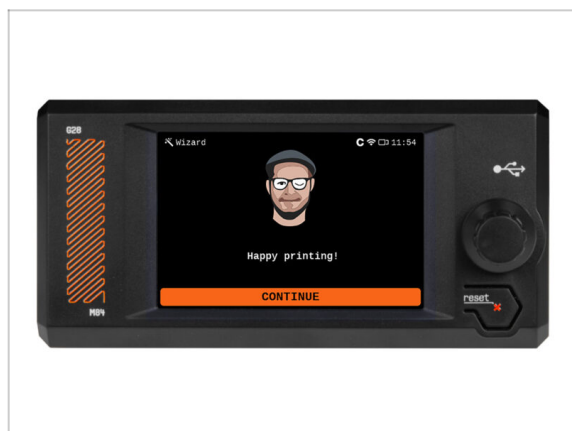 G28
Wizard
C 11:54
Happy printing!
CONTINUE
reset
M84